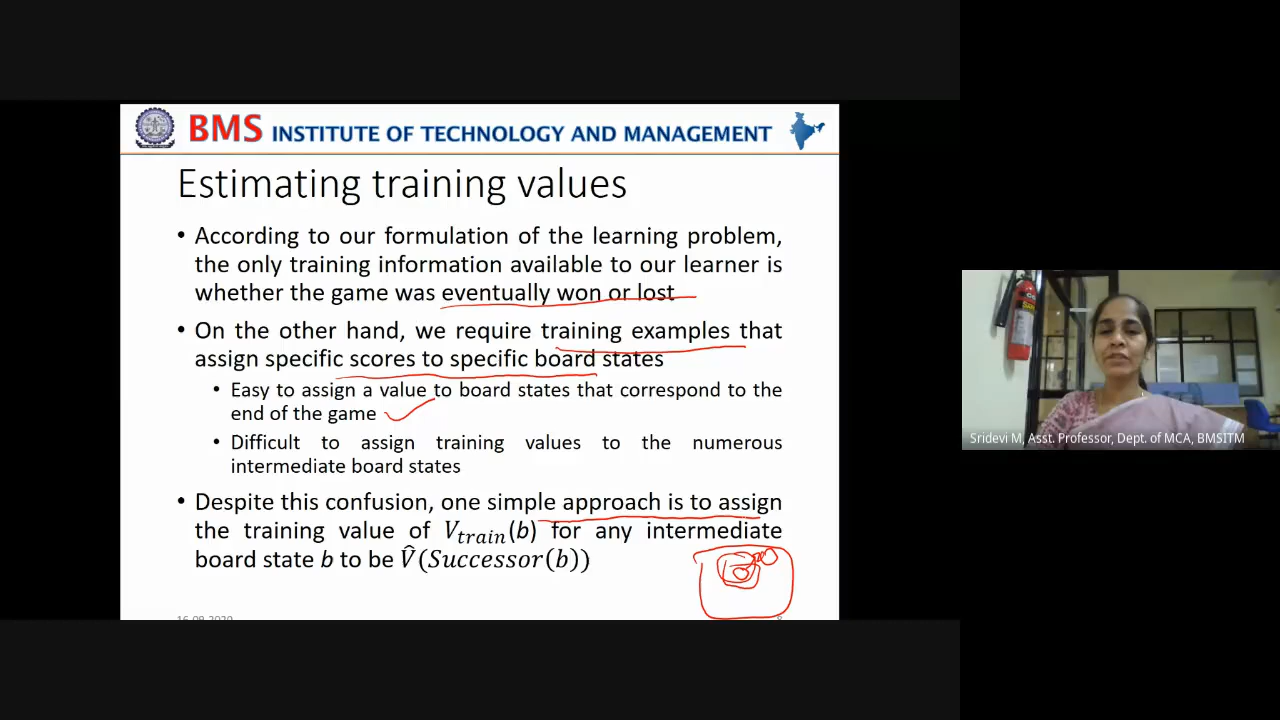 BMS INSTITUTE OF TECHNOLOGY AND MANAGEMENT
Estimating training values
• According to our formulation of the learning problem,
the only training information available to our learner is
whether the game was eventually won or lost
• On the other hand, we require training examples that
assign specific scores to specific board states
• Easy to assign a value to board states that correspond to the
end of the game
• Difficult to assign training values to the numerous
intermediate board states
• Despite this confusion, one simple approach is to assign
the training value of V_train(b) for any intermediate
board state b to be V̂(Successor(b))
Sridevi M, Asst. Professor, Dept. of MCA, BMSITM